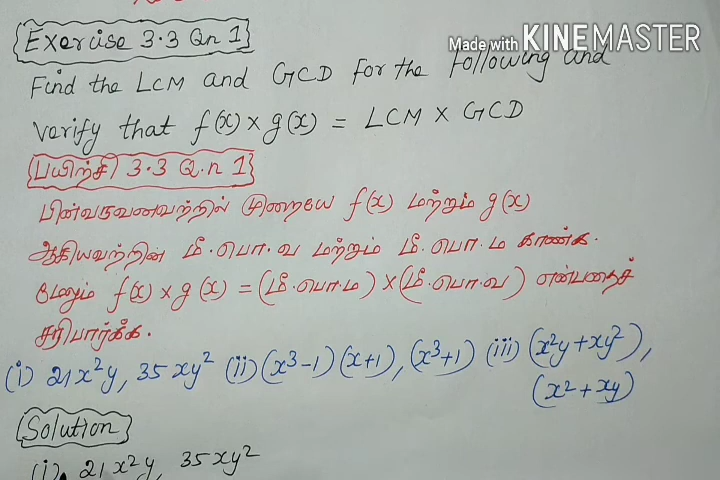 Exercise 3.3 Qn 1
Made with KINEMASTER
Find the LCM and GCD for the following and
verify that f(x) × g(x) = LCM × GCD
பயிற்சி 3.3 Q.n 1
பின்வருவனவற்றில் முறையே f(x) மற்றும் g(x)
ஆகியவற்றின் மீ.பொ.வ மற்றும் மீ.பொ.ம காண்க.
மேலும் f(x) × g(x) = (மீ.பொ.ம) × (மீ.பொ.வ) என்பதைச்
சரிபார்க்க.
(i) 21x²y, 35xy² (ii) (x³-1)(x+1), (x³+1) (iii) (x²y+xy²),
(x²+xy)
Solution
(i). 21x²y, 35xy²